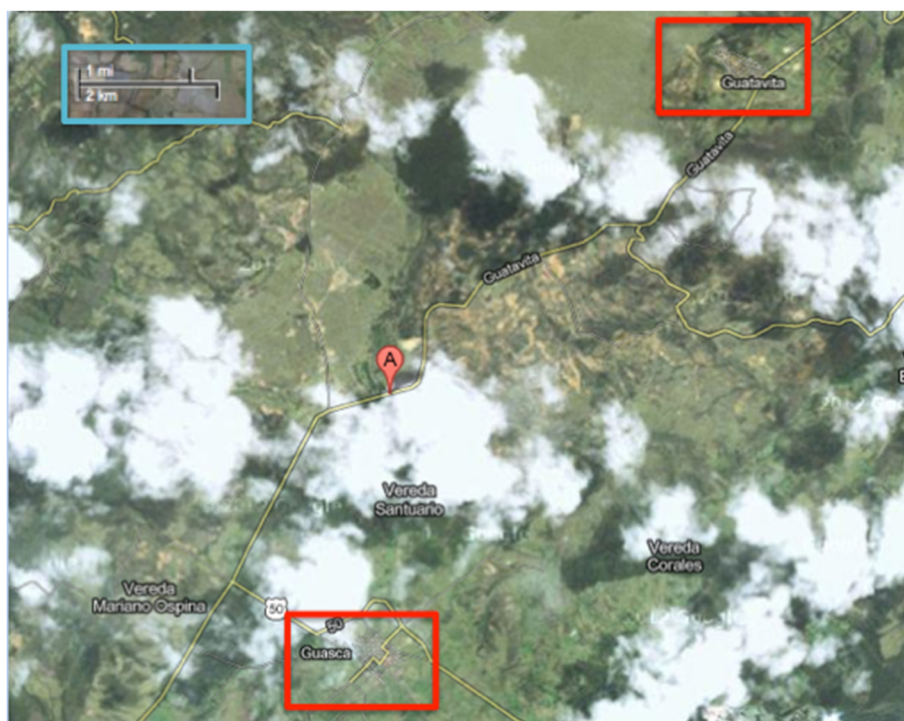 1 mi
2 km
Guatavita
Guatavita
Guatavita
A
Vereda
Santuario
Vereda
Corales
Vereda
Mariano Ospina
50
50
Guasca